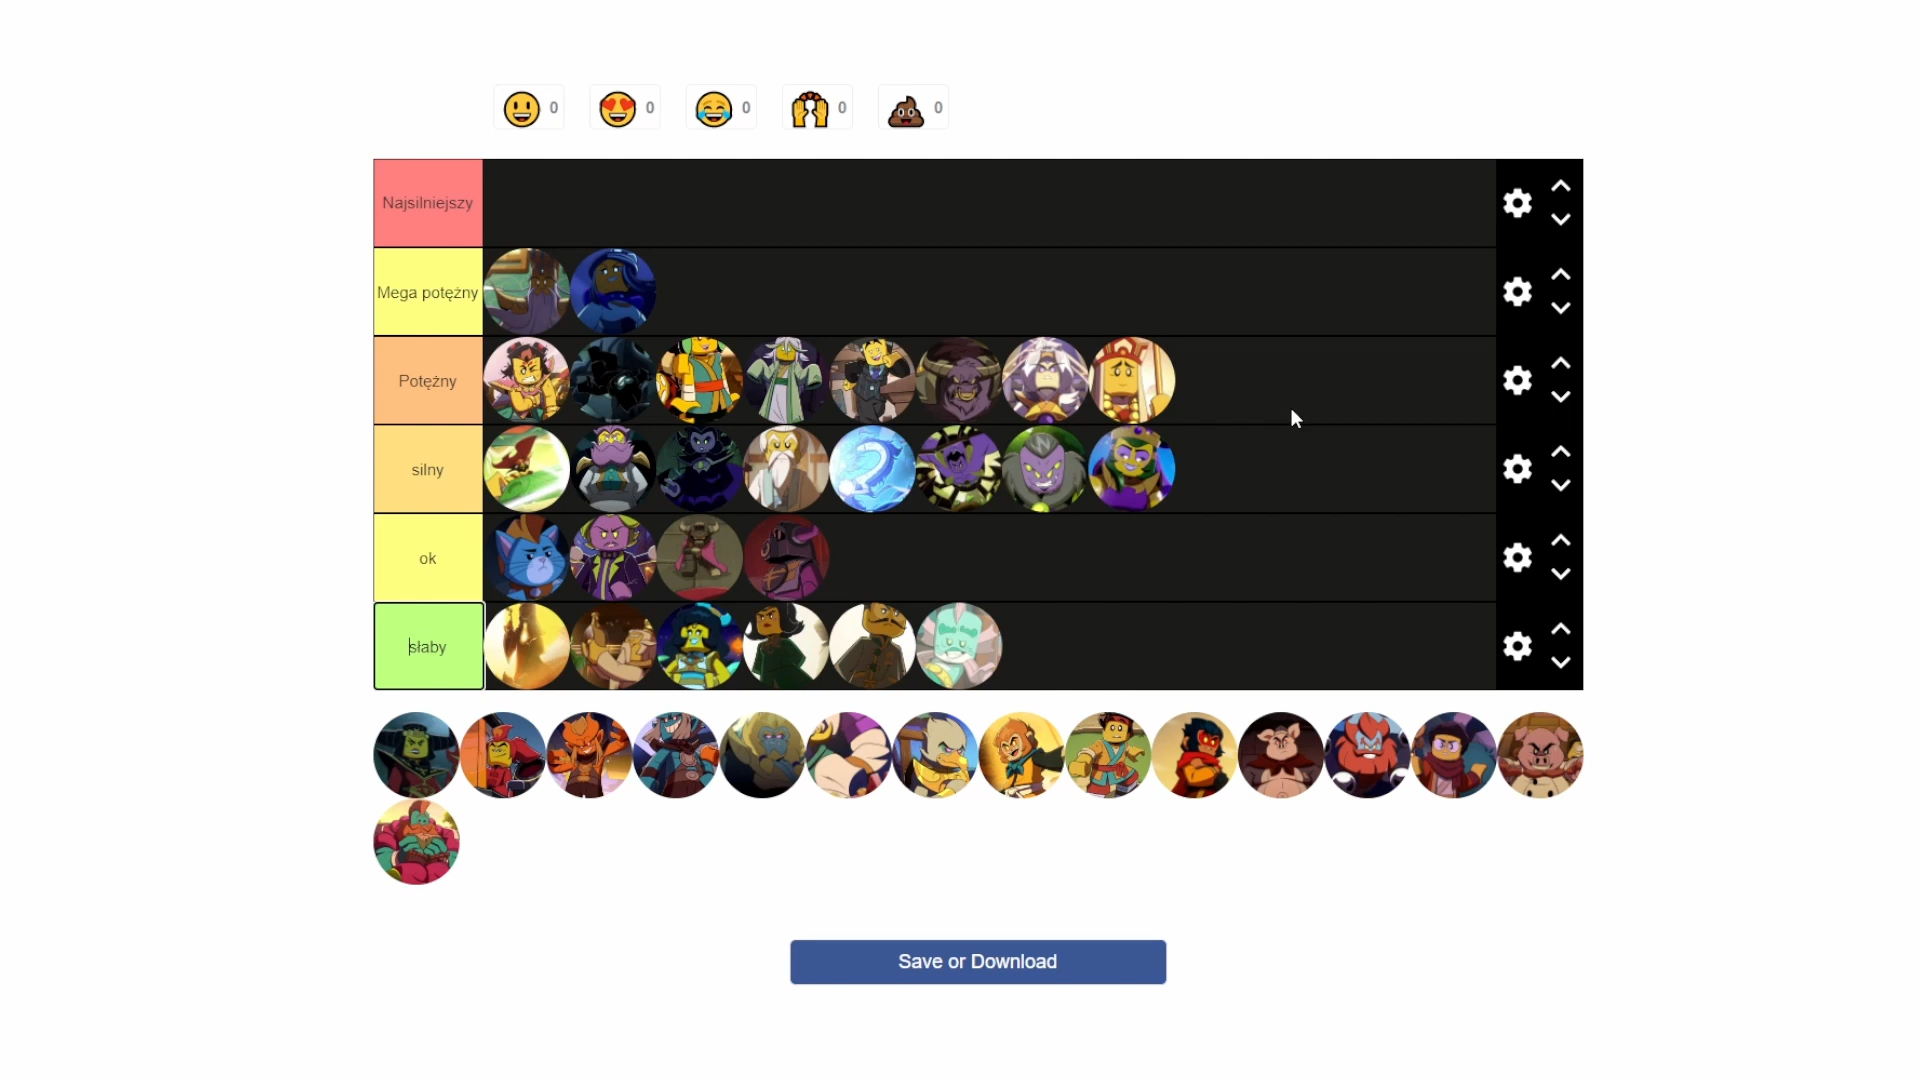 0 0 0 0 0
Najsilniejszy
Mega potężny
Potężny
silny
ok
słaby
Save or Download